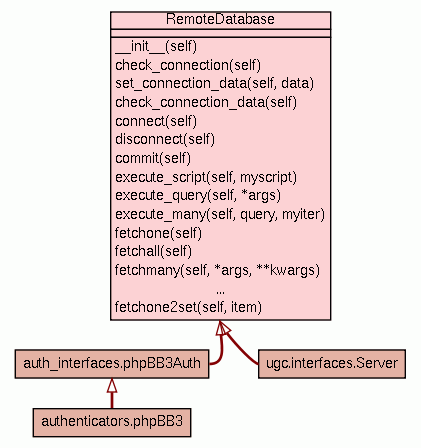 RemoteDatabase
__init__(self)
check_connection(self)
set_connection_data(self, data)
check_connection_data(self)
connect(self)
disconnect(self)
commit(self)
execute_script(self, myscript)
execute_query(self, *args)
execute_many(self, query, myiter)
fetchone(self)
fetchall(self)
fetchmany(self, *args, **kwargs)
...
fetchone2set(self, item)
auth_interfaces.phpBB3Auth
ugc.interfaces.Server
authenticators.phpBB3